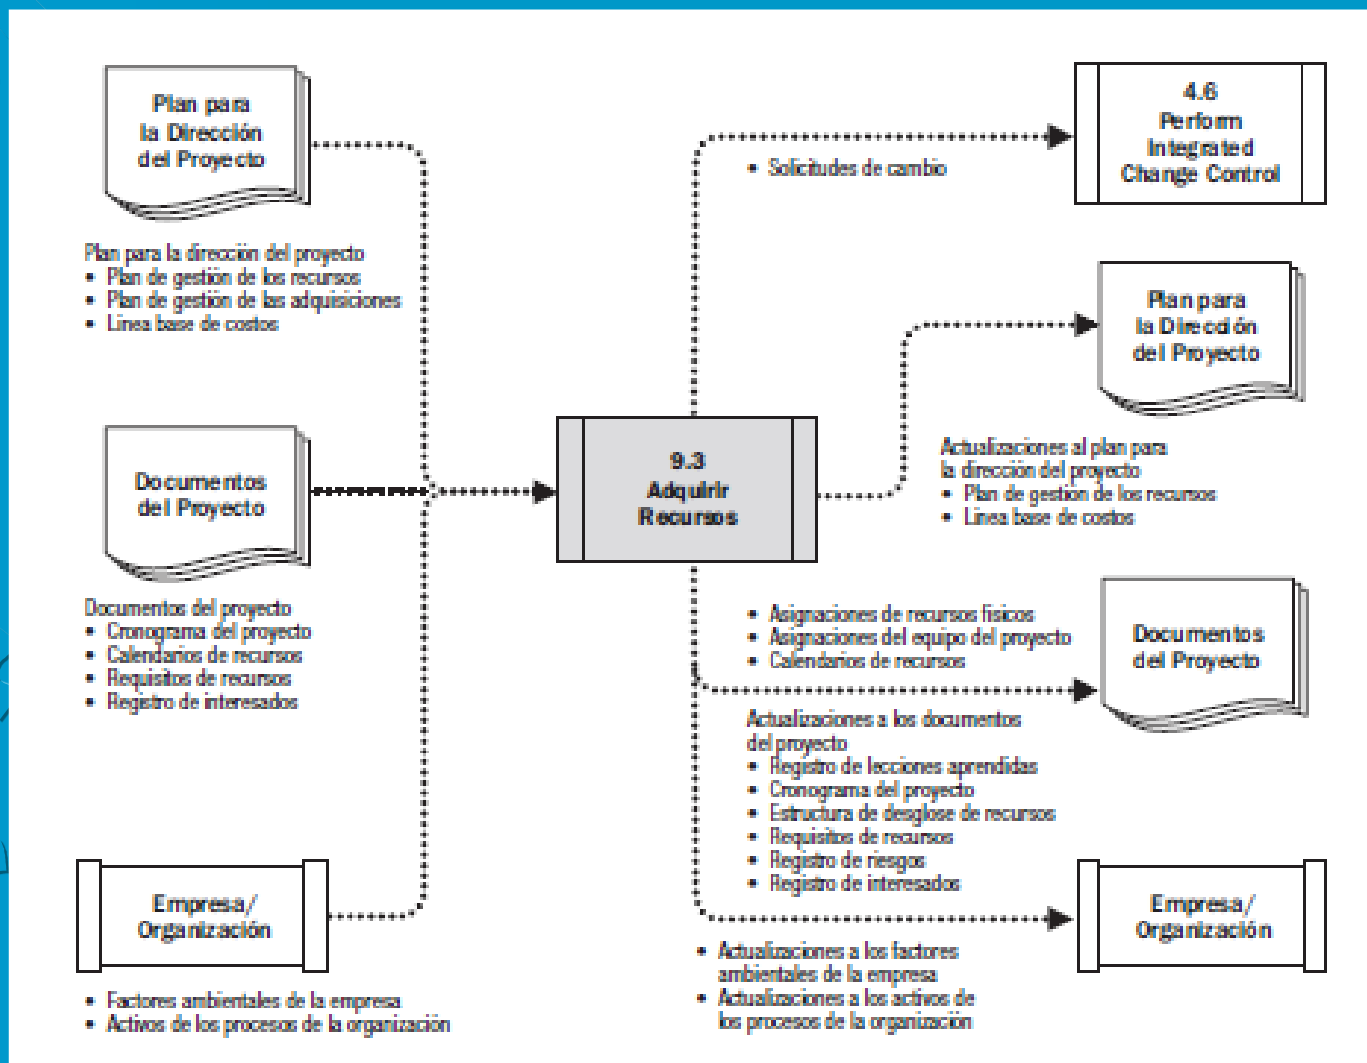 Plan para
la Dirección
del Proyecto
Plan para la dirección del proyecto
• Plan de gestión de los recursos
• Plan de gestión de las adquisiciones
• Línea base de costos
Documentos
del Proyecto
Documentos del proyecto
• Cronograma del proyecto
• Calendarios de recursos
• Requisitos de recursos
• Registro de interesados
Empresa/
Organización
• Factores ambientales de la empresa
• Activos de los procesos de la organización
9.3
Adquirir
Recursos
• Solicitudes de cambio
4.6
Perform
Integrated
Change Control
Plan para
la Dirección
del Proyecto
Actualizaciones al plan para
la dirección del proyecto
• Plan de gestión de los recursos
• Línea base de costos
• Asignaciones de recursos físicos
• Asignaciones del equipo del proyecto
• Calendarios de recursos
Documentos
del Proyecto
Actualizaciones a los documentos
del proyecto
• Registro de lecciones aprendidas
• Cronograma del proyecto
• Estructura de desglose de recursos
• Requisitos de recursos
• Registro de riesgos
• Registro de interesados
Empresa/
Organización
• Actualizaciones a los factores
ambientales de la empresa
• Actualizaciones a los activos de
los procesos de la organización